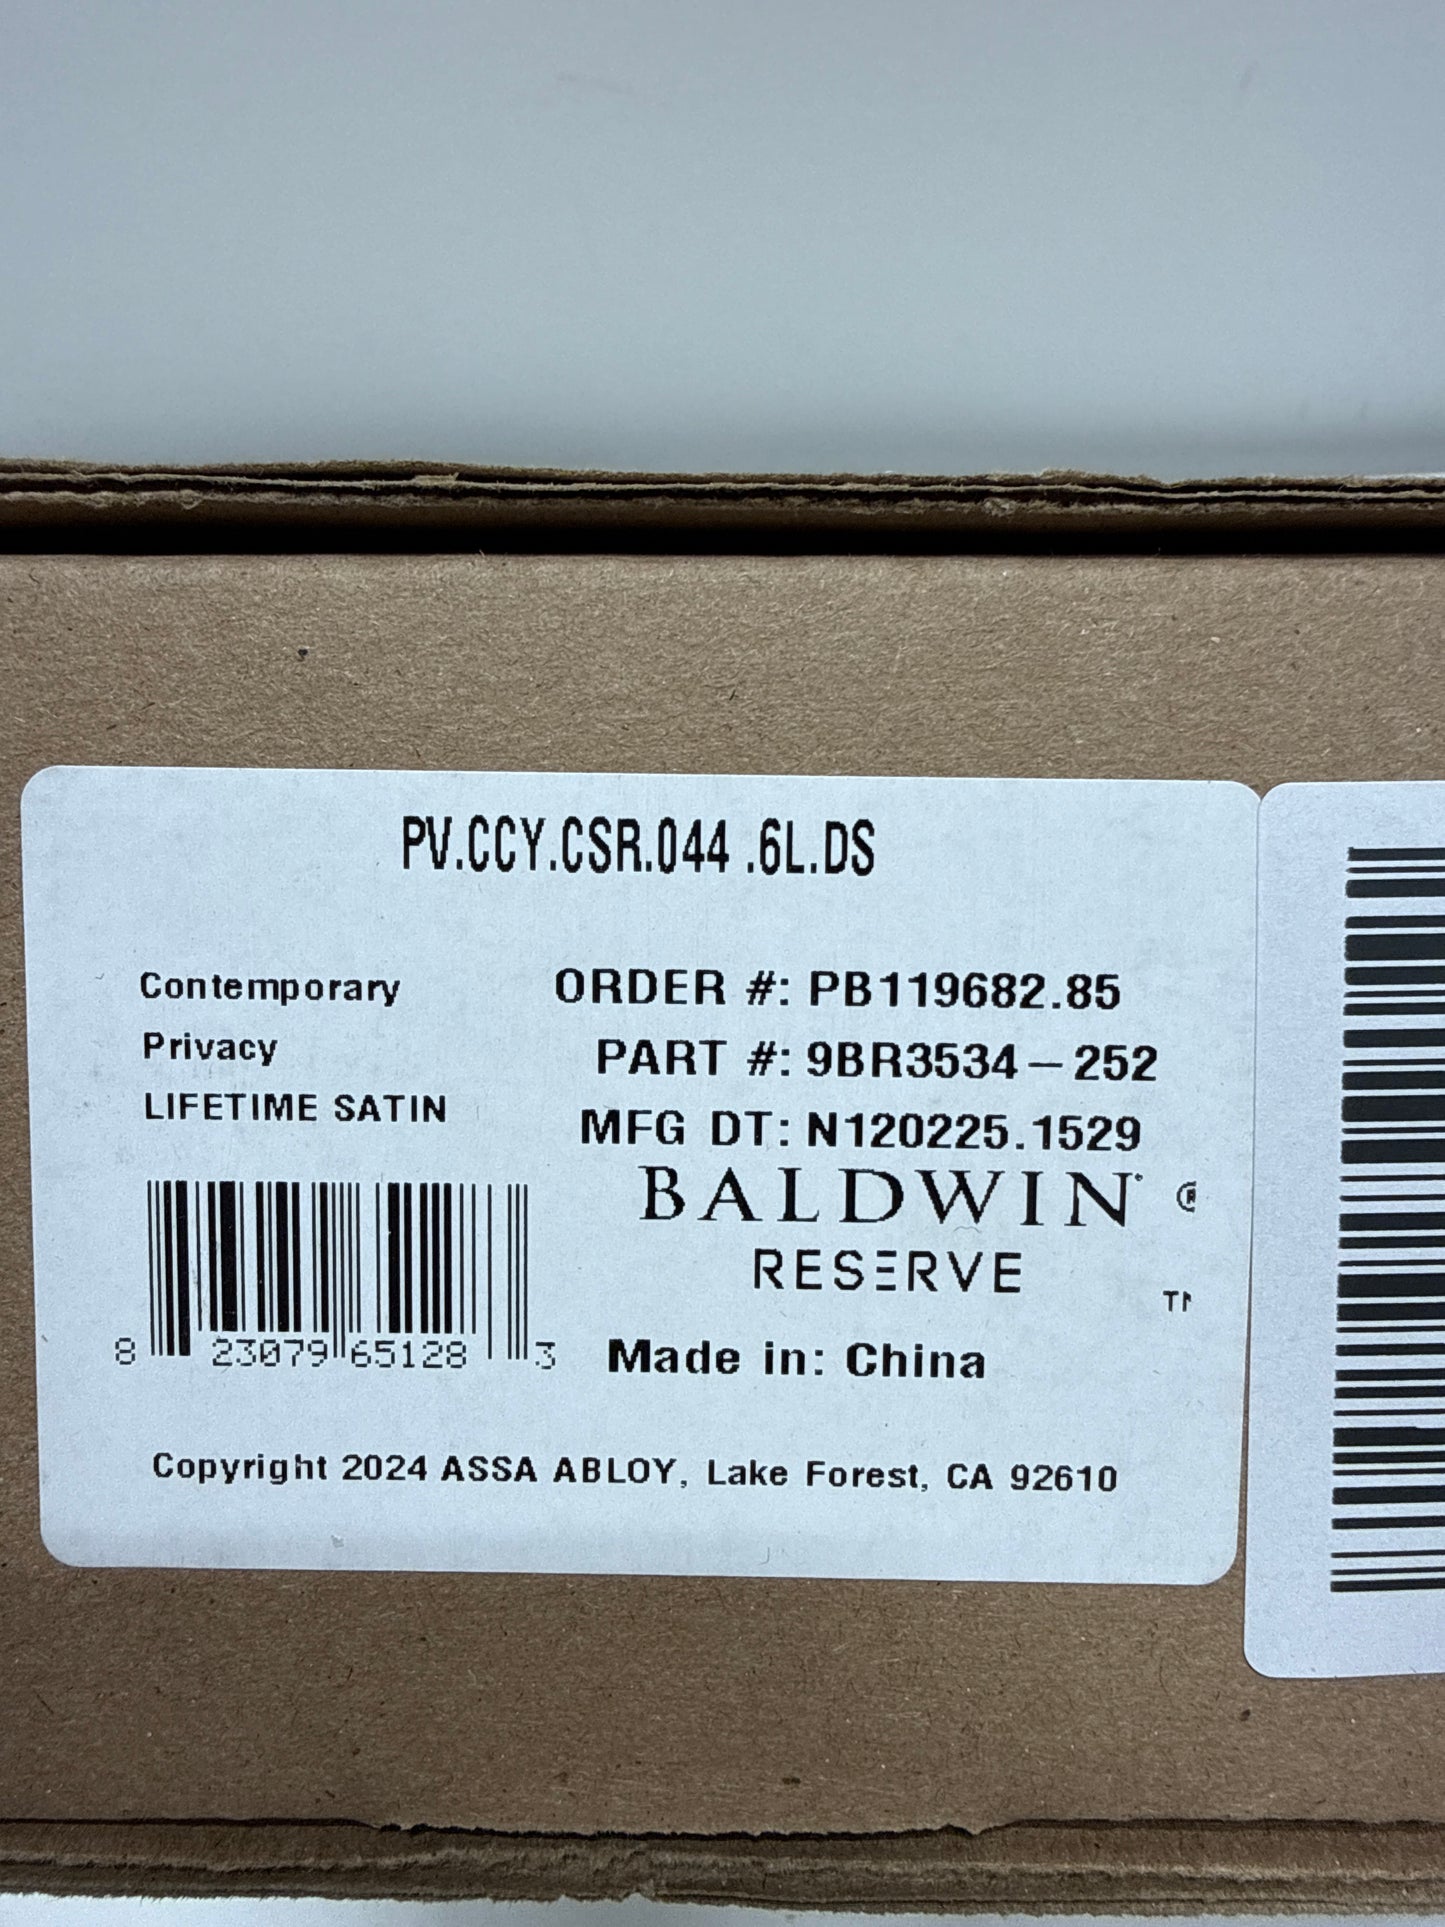 PV.CCY.CSR.044 .6L.DS
Contemporary
Privacy
LIFETIME SATIN
ORDER #: PB119682.85
PART #: 9BR3534-252
MFG DT: N120225.1529
BALDWIN ®
RESERVE
8 23079 65128 3
Made in: China
Copyright 2024 ASSA ABLOY, Lake Forest, CA 92610